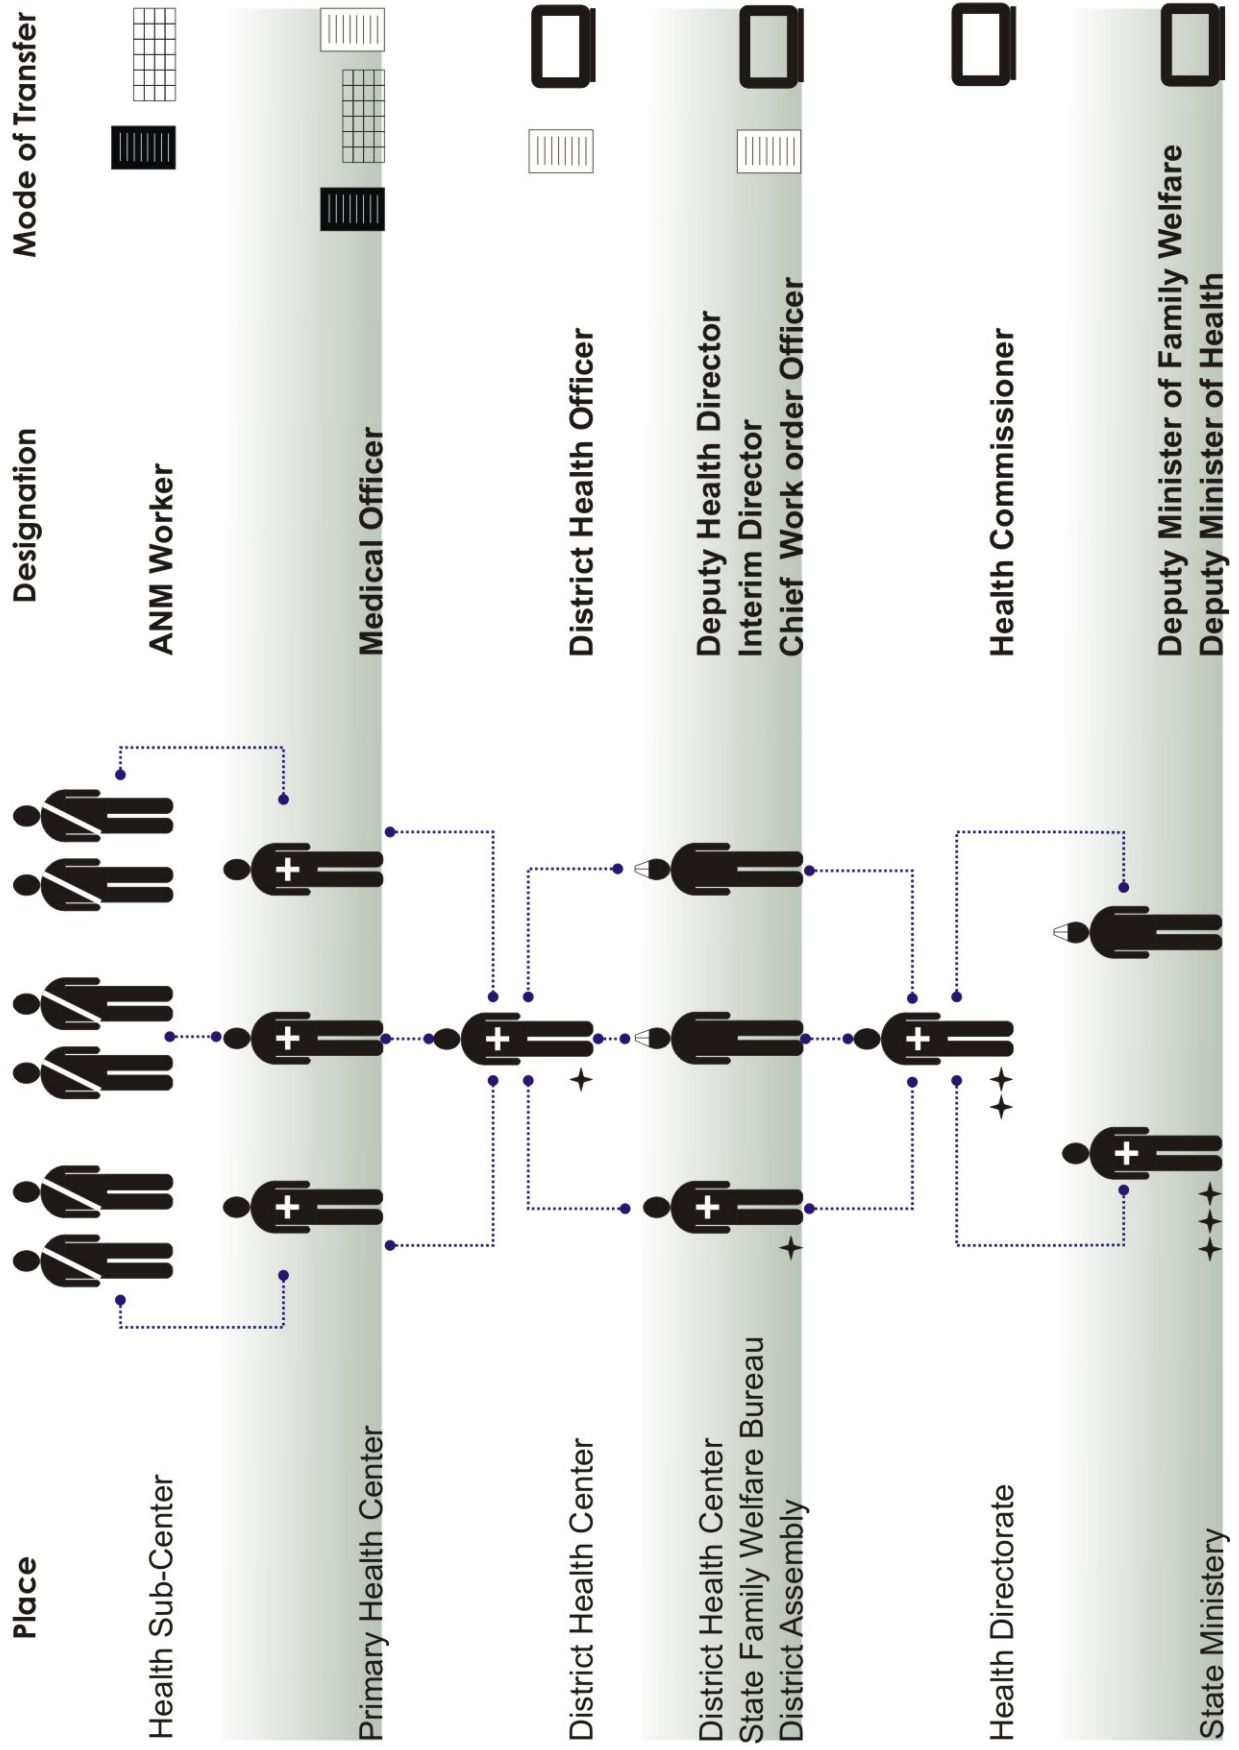 Place
Designation
Mode of Transfer
Health Sub-Center
ANM Worker
Primary Health Center
Medical Officer
District Health Center
District Health Officer
District Health Center
State Family Welfare Bureau
District Assembly
Deputy Health Director
Interim Director
Chief Work order Officer
Health Directorate
Health Commissioner
State Ministery
Deputy Minister of Family Welfare
Deputy Minister of Health